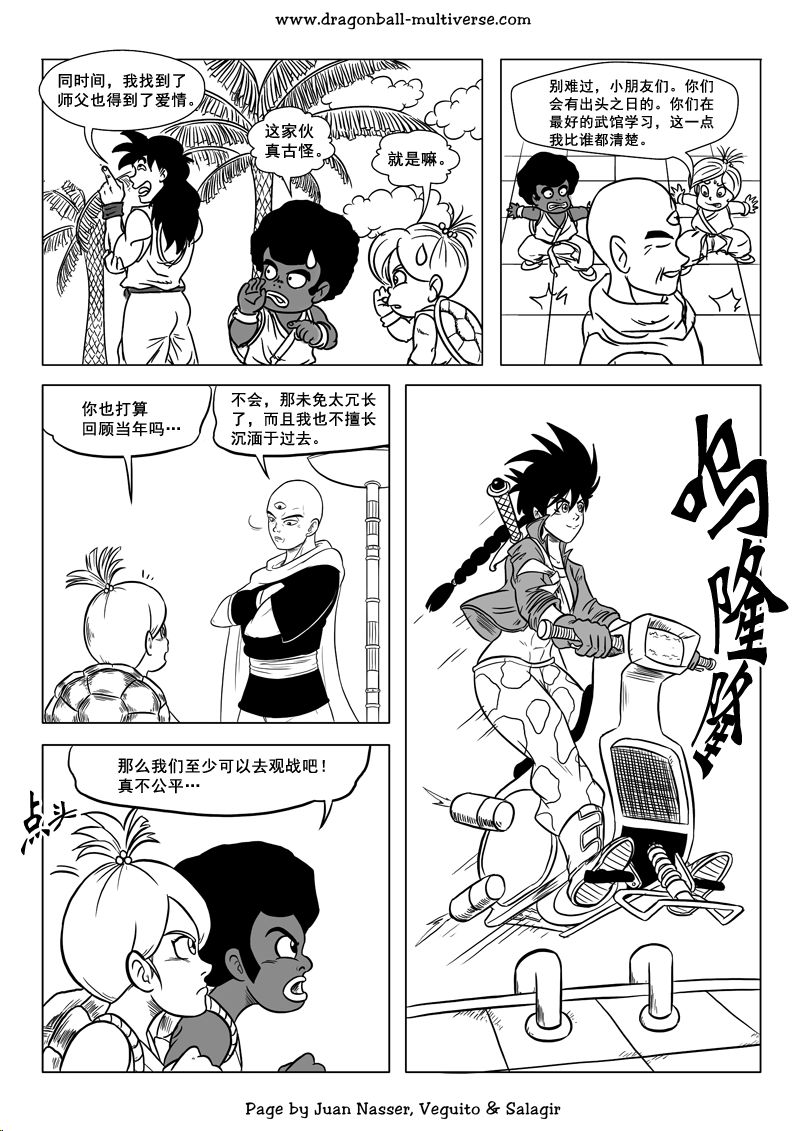 www.dragonball-multiverse.com
同时间，我找到了
师父也得到了爱情。
这家伙
真古怪。
就是嘛。
别难过，小朋友们。你们
会有出头之日的。你们在
最好的武馆学习，这一点
我比谁都清楚。
你也打算
回顾当年吗…
不会，那未免太冗长
了，而且我也不擅长
沉湎于过去。
呜
隆
隆
那么我们至少可以去观战吧！
真不公平…
点头
Page by Juan Nasser, Veguito & Salagir